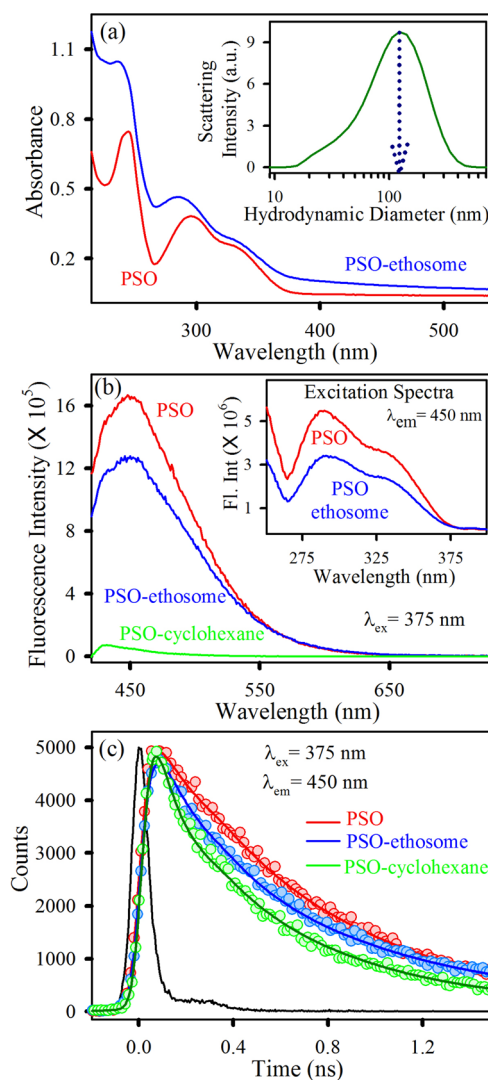 (a)
1.1
0.8
0.5
0.2
Absorbance
PSO
PSO-ethosome
300
400
500
Wavelength (nm)
9
6
3
0
Scattering
Intensity (a.u.)
10
100
Hydrodynamic Diameter (nm)
(b)
16
12
8
4
0
Fluorescence Intensity (X 10⁵)
PSO
PSO-ethosome
PSO-cyclohexane
λex= 375 nm
450
550
650
Wavelength (nm)
Excitation Spectra
λem= 450 nm
5
3
1
Fl. Int (X 10⁶)
PSO
PSO
ethosome
275
325
375
Wavelength (nm)
(c)
5000
4000
3000
2000
1000
0
Counts
λex= 375 nm
λem= 450 nm
PSO
PSO-ethosome
PSO-cyclohexane
0.0
0.4
0.8
1.2
Time (ns)